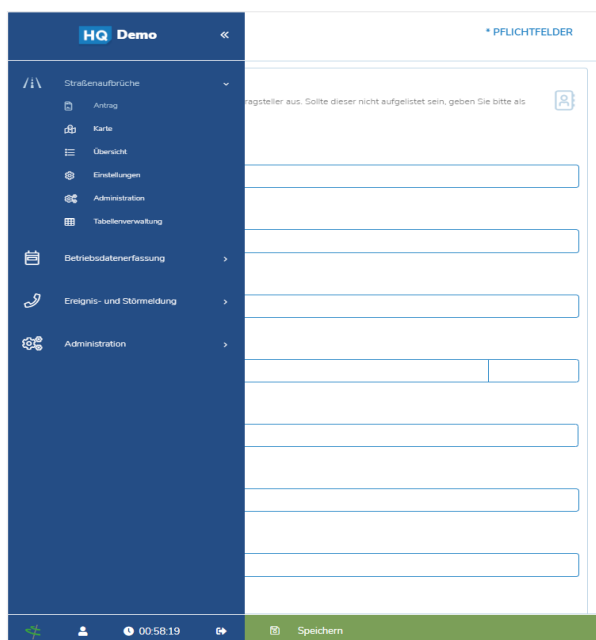 HQ Demo
* PFLICHTFELDER
Straßenaufbrüche
Antrag
ragsteller aus. Sollte dieser nicht aufgelistet sein, geben Sie bitte als
Karte
Übersicht
Einstellungen
Administration
Tabellenverwaltung
Betriebsdatenerfassung
Ereignis- und Störmeldung
Administration
00:58:19
Speichern